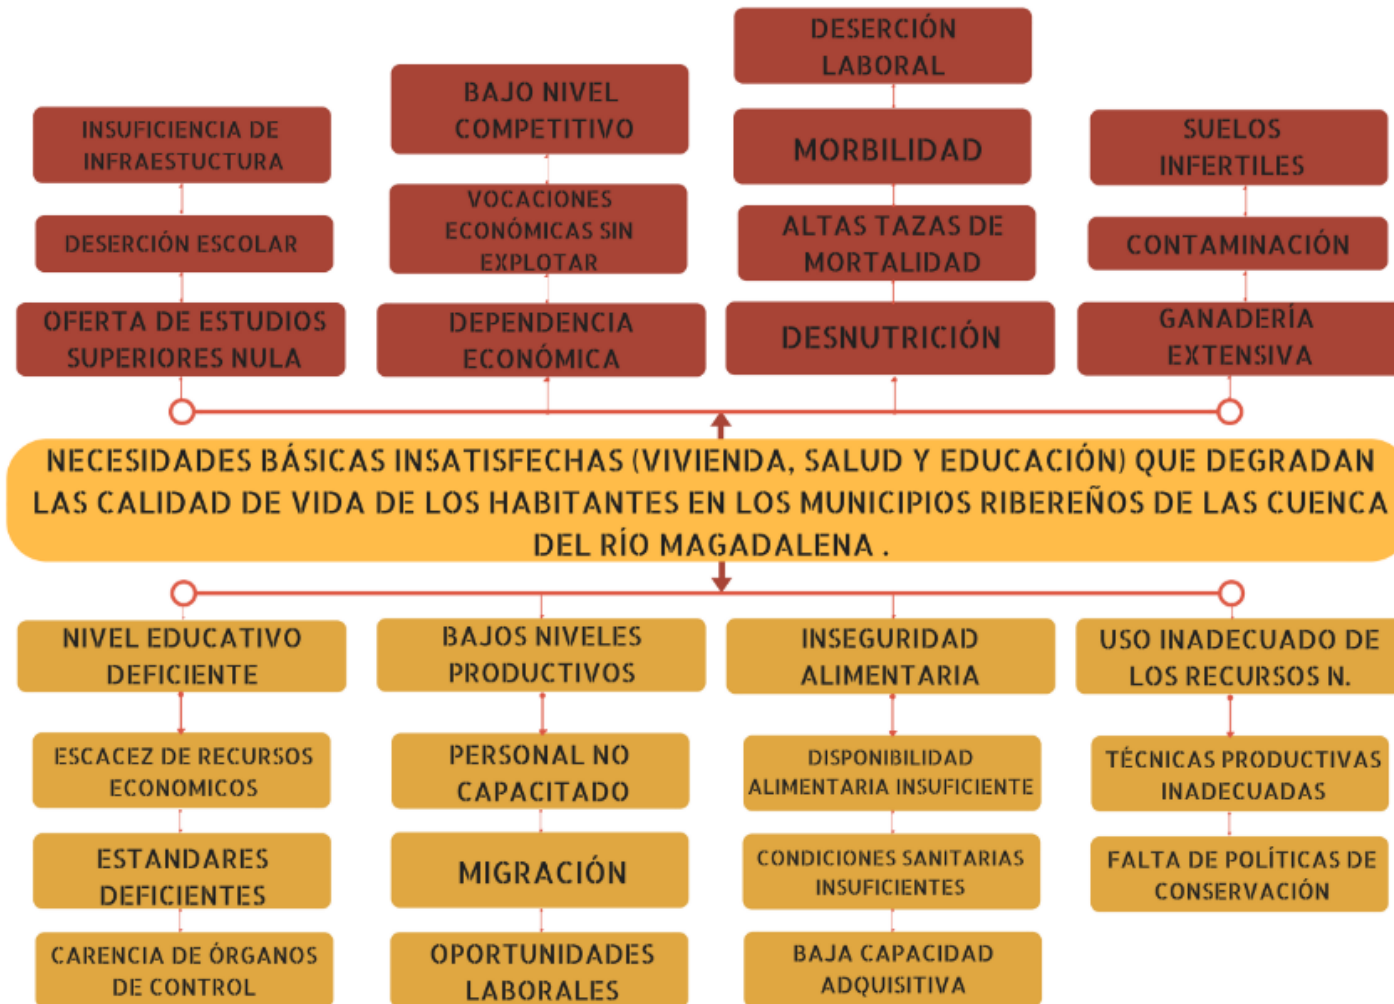 DESERCIÓN
LABORAL
BAJO NIVEL
COMPETITIVO
INSUFICIENCIA DE
INFRAESTUCTURA
MORBILIDAD
SUELOS
INFERTILES
VOCACIONES
ECONÓMICAS SIN
EXPLOTAR
DESERCIÓN ESCOLAR
ALTAS TAZAS DE
MORTALIDAD
CONTAMINACIÓN
OFERTA DE ESTUDIOS
SUPERIORES NULA
DEPENDENCIA
ECONÓMICA
DESNUTRICIÓN
GANADERÍA
EXTENSIVA
NECESIDADES BÁSICAS INSATISFECHAS (VIVIENDA, SALUD Y EDUCACIÓN) QUE DEGRADAN
LAS CALIDAD DE VIDA DE LOS HABITANTES EN LOS MUNICIPIOS RIBEREÑOS DE LAS CUENCA
DEL RÍO MAGADALENA .
NIVEL EDUCATIVO
DEFICIENTE
BAJOS NIVELES
PRODUCTIVOS
INSEGURIDAD
ALIMENTARIA
USO INADECUADO DE
LOS RECURSOS N.
ESCACEZ DE RECURSOS
ECONOMICOS
PERSONAL NO
CAPACITADO
DISPONIBILIDAD
ALIMENTARIA INSUFICIENTE
TÉCNICAS PRODUCTIVAS
INADECUADAS
ESTANDARES
DEFICIENTES
MIGRACIÓN
CONDICIONES SANITARIAS
INSUFICIENTES
FALTA DE POLÍTICAS DE
CONSERVACIÓN
CARENCIA DE ÓRGANOS
DE CONTROL
OPORTUNIDADES
LABORALES
BAJA CAPACIDAD
ADQUISITIVA